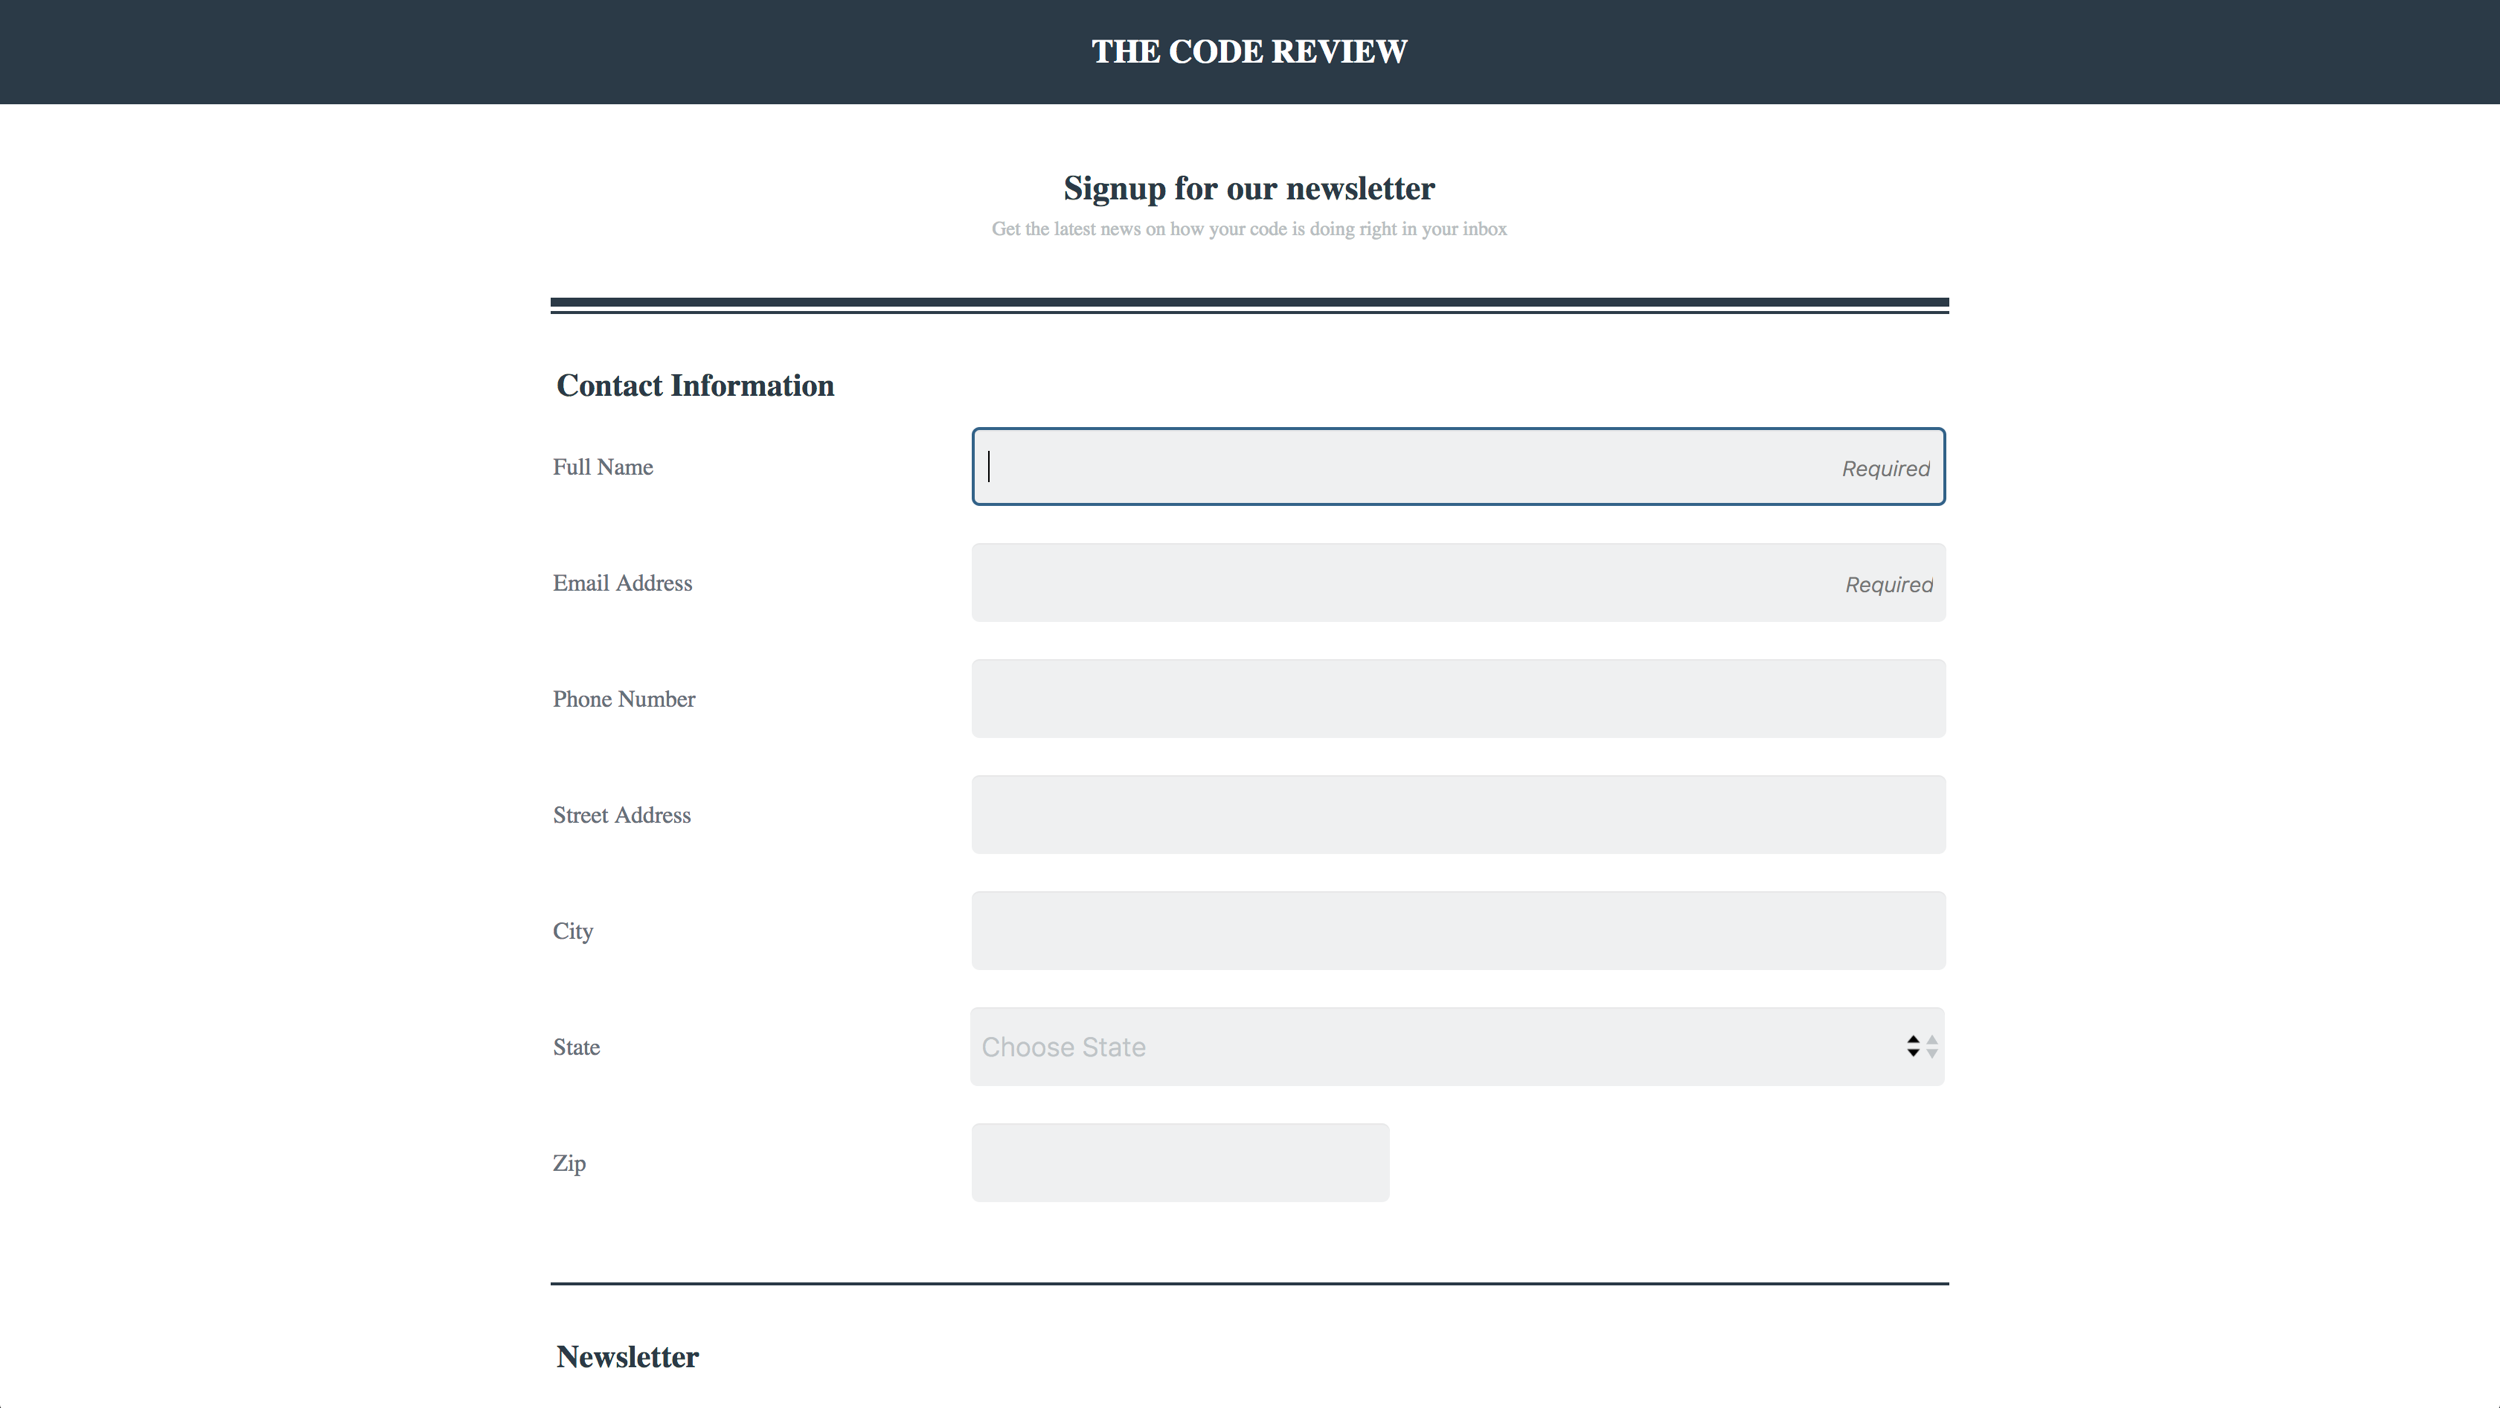 THE CODE REVIEW
Signup for our newsletter
Get the latest news on how your code is doing right in your inbox
Contact Information
Full Name
Required
Email Address
Required
Phone Number
Street Address
City
State
Choose State
Zip
Newsletter